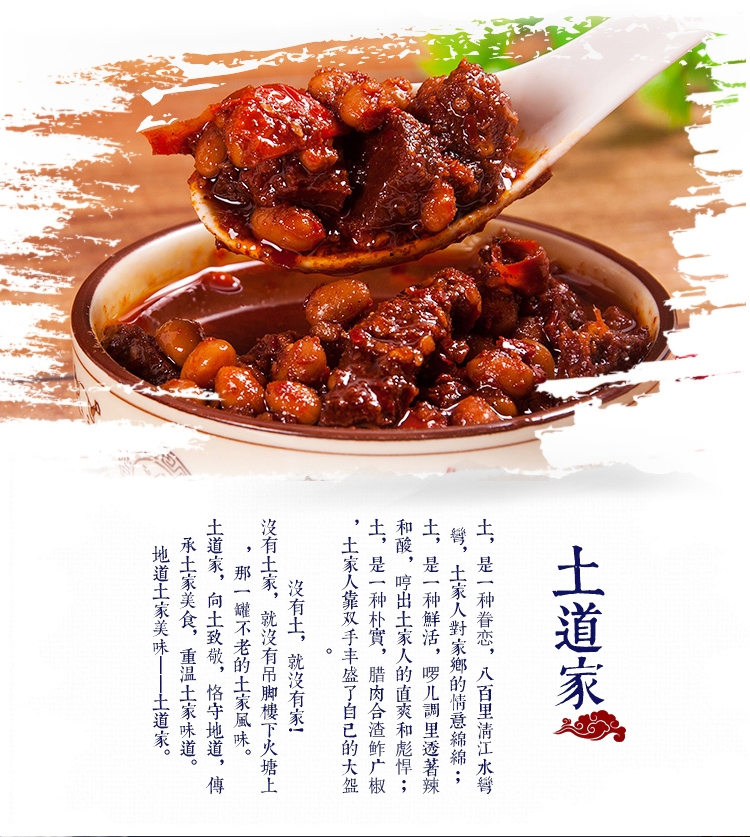 土道家
土，是一种眷恋，八百里清江水彎
彎，土家人對家鄉的情意綿綿；
土，是一种鮮活，啰儿調里透著辣
和酸，哼出土家人的直爽和彪悍；
土，是一种朴實，腊肉合渣鲊广椒
，土家人靠双手丰盛了自己的大盌
。
沒有土，就沒有家！
沒有土家，就沒有吊脚樓下火塘上
，那一罐不老的土家風味。
土道家，向土致敬，恪守地道，傳
承土家美食，重溫土家味道。
地道土家美味——土道家。